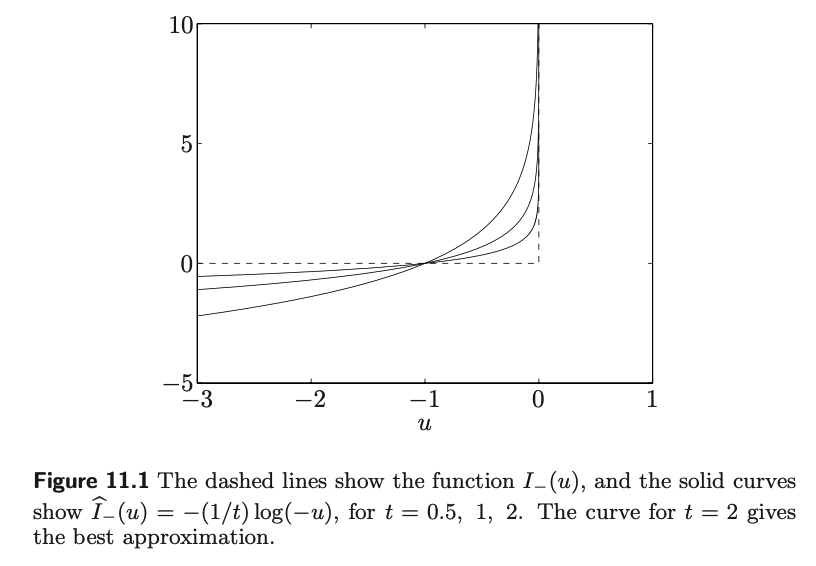 10
5
0
−5
−3 −2 −1 0 1
u
Figure 11.1 The dashed lines show the function I₋(u), and the solid curves
show Î₋(u) = −(1/t) log(−u), for t = 0.5, 1, 2. The curve for t = 2 gives
the best approximation.